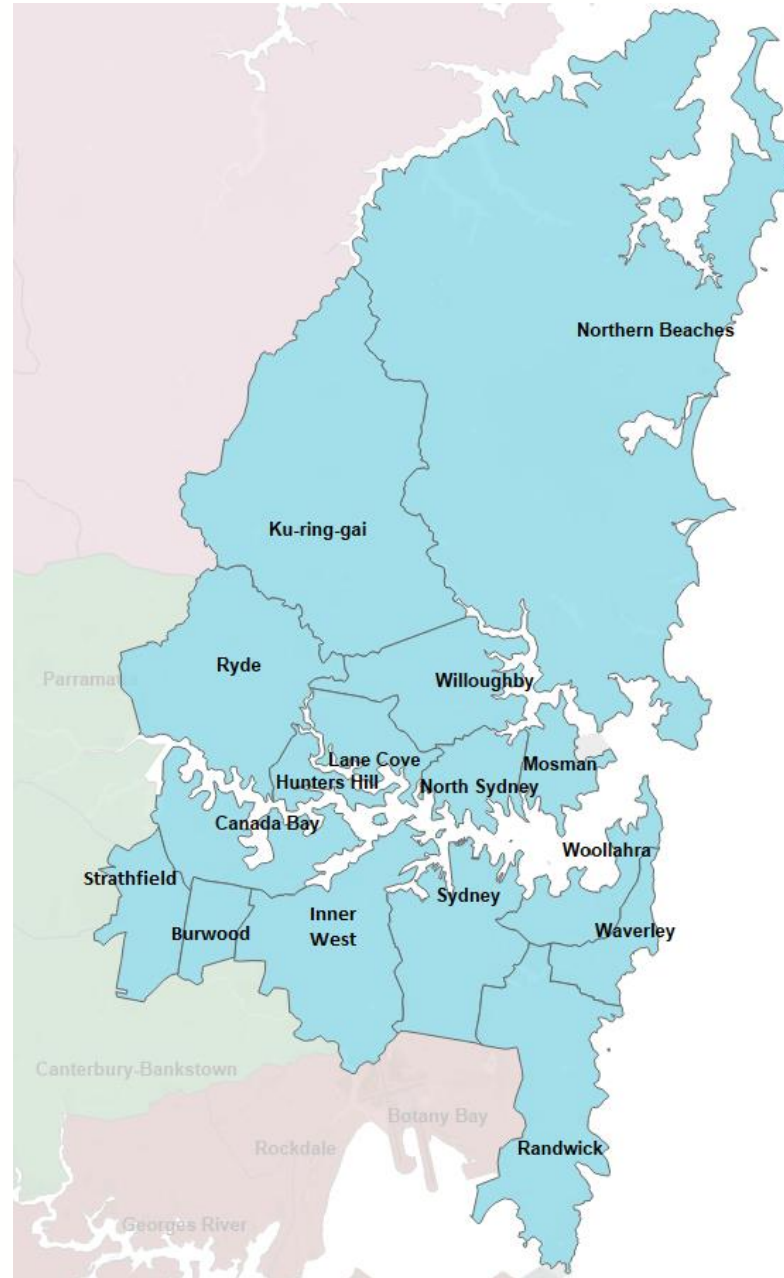 Northern Beaches
Ku-ring-gai
Ryde
Willoughby
Parramatta
Lane Cove
Mosman
Hunters Hill
North Sydney
Canada Bay
Woollahra
Strathfield
Sydney
Inner
West
Burwood
Waverley
Canterbury-Bankstown
Botany Bay
Rockdale
Randwick
Georges River